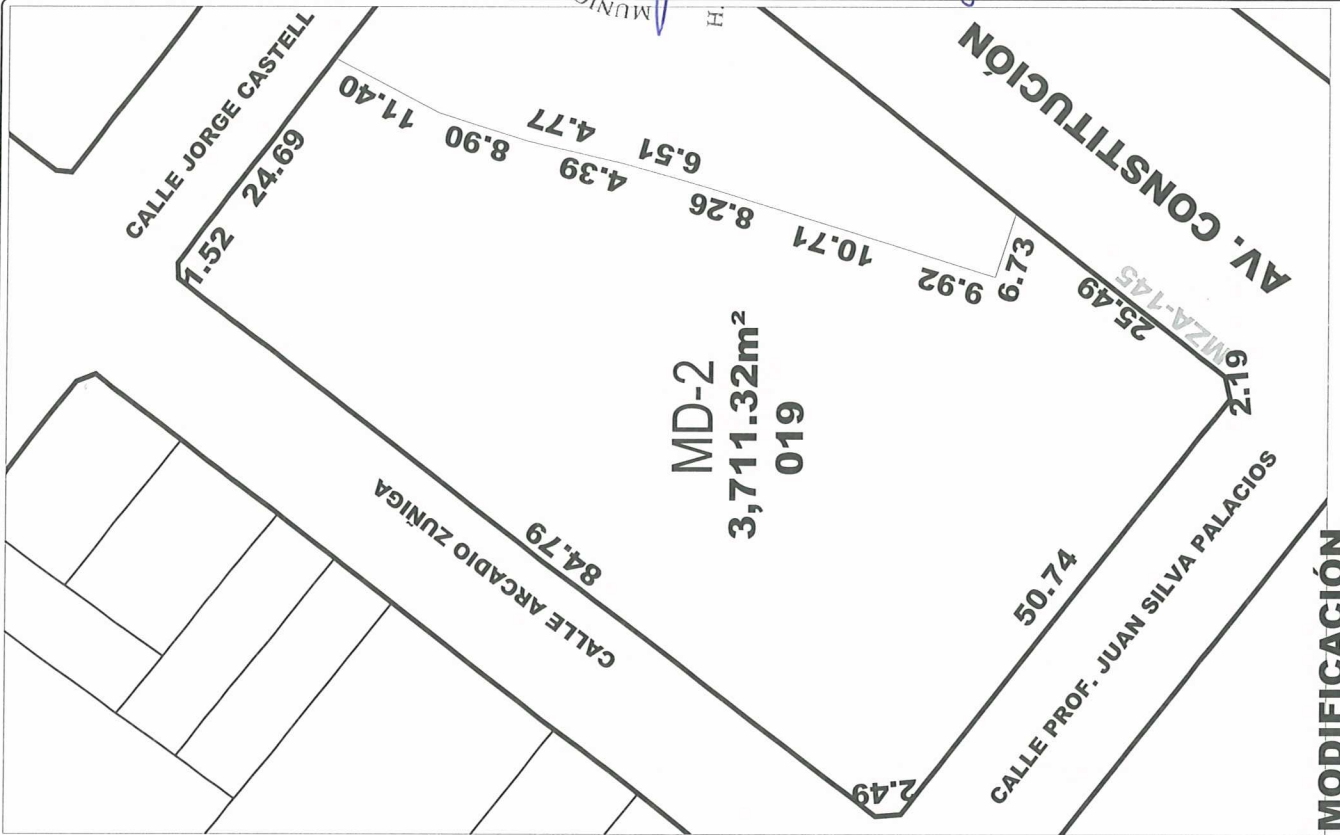 MUNIC
H.
CALLE JORGE CASTELL
24.69
1.52
11.40
8.90
4.77
4.39
6.51
8.26
10.71
9.92
6.73
AV. CONSTITUCIÓN
25.49
MZA-145
2.19
MD-2
3,711.32m²
019
CALLE ARCADIO ZUÑIGA
84.79
50.74
CALLE PROF. JUAN SILVA PALACIOS
2.49
MODIFICACIÓN